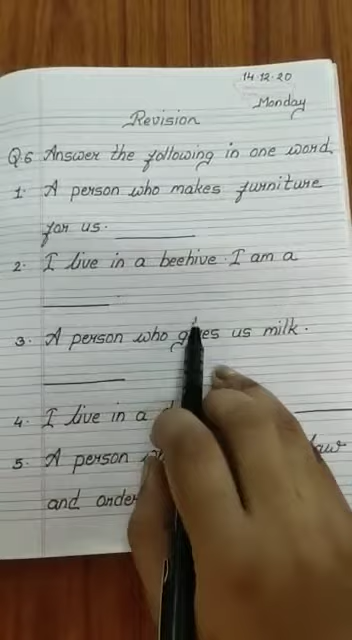 14.12.20
Monday
Revision
Q.6 Answer the following in one word.
1. A person who makes furniture
for us. ________
2. I live in a beehive. I am a
________.
3. A person who gives us milk.
________
4. I live in a ________
5. A person law
and order